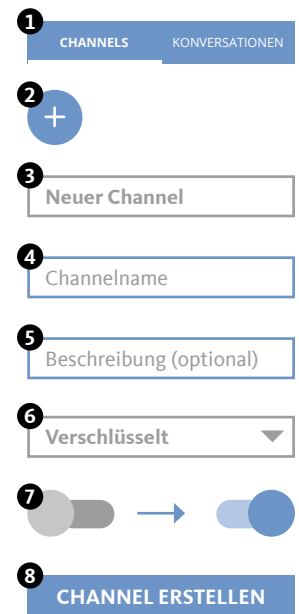 1
CHANNELS KONVERSATIONEN
2
+
3
Neuer Channel
4
Channelname
5
Beschreibung (optional)
6
Verschlüsselt
7
8
CHANNEL ERSTELLEN